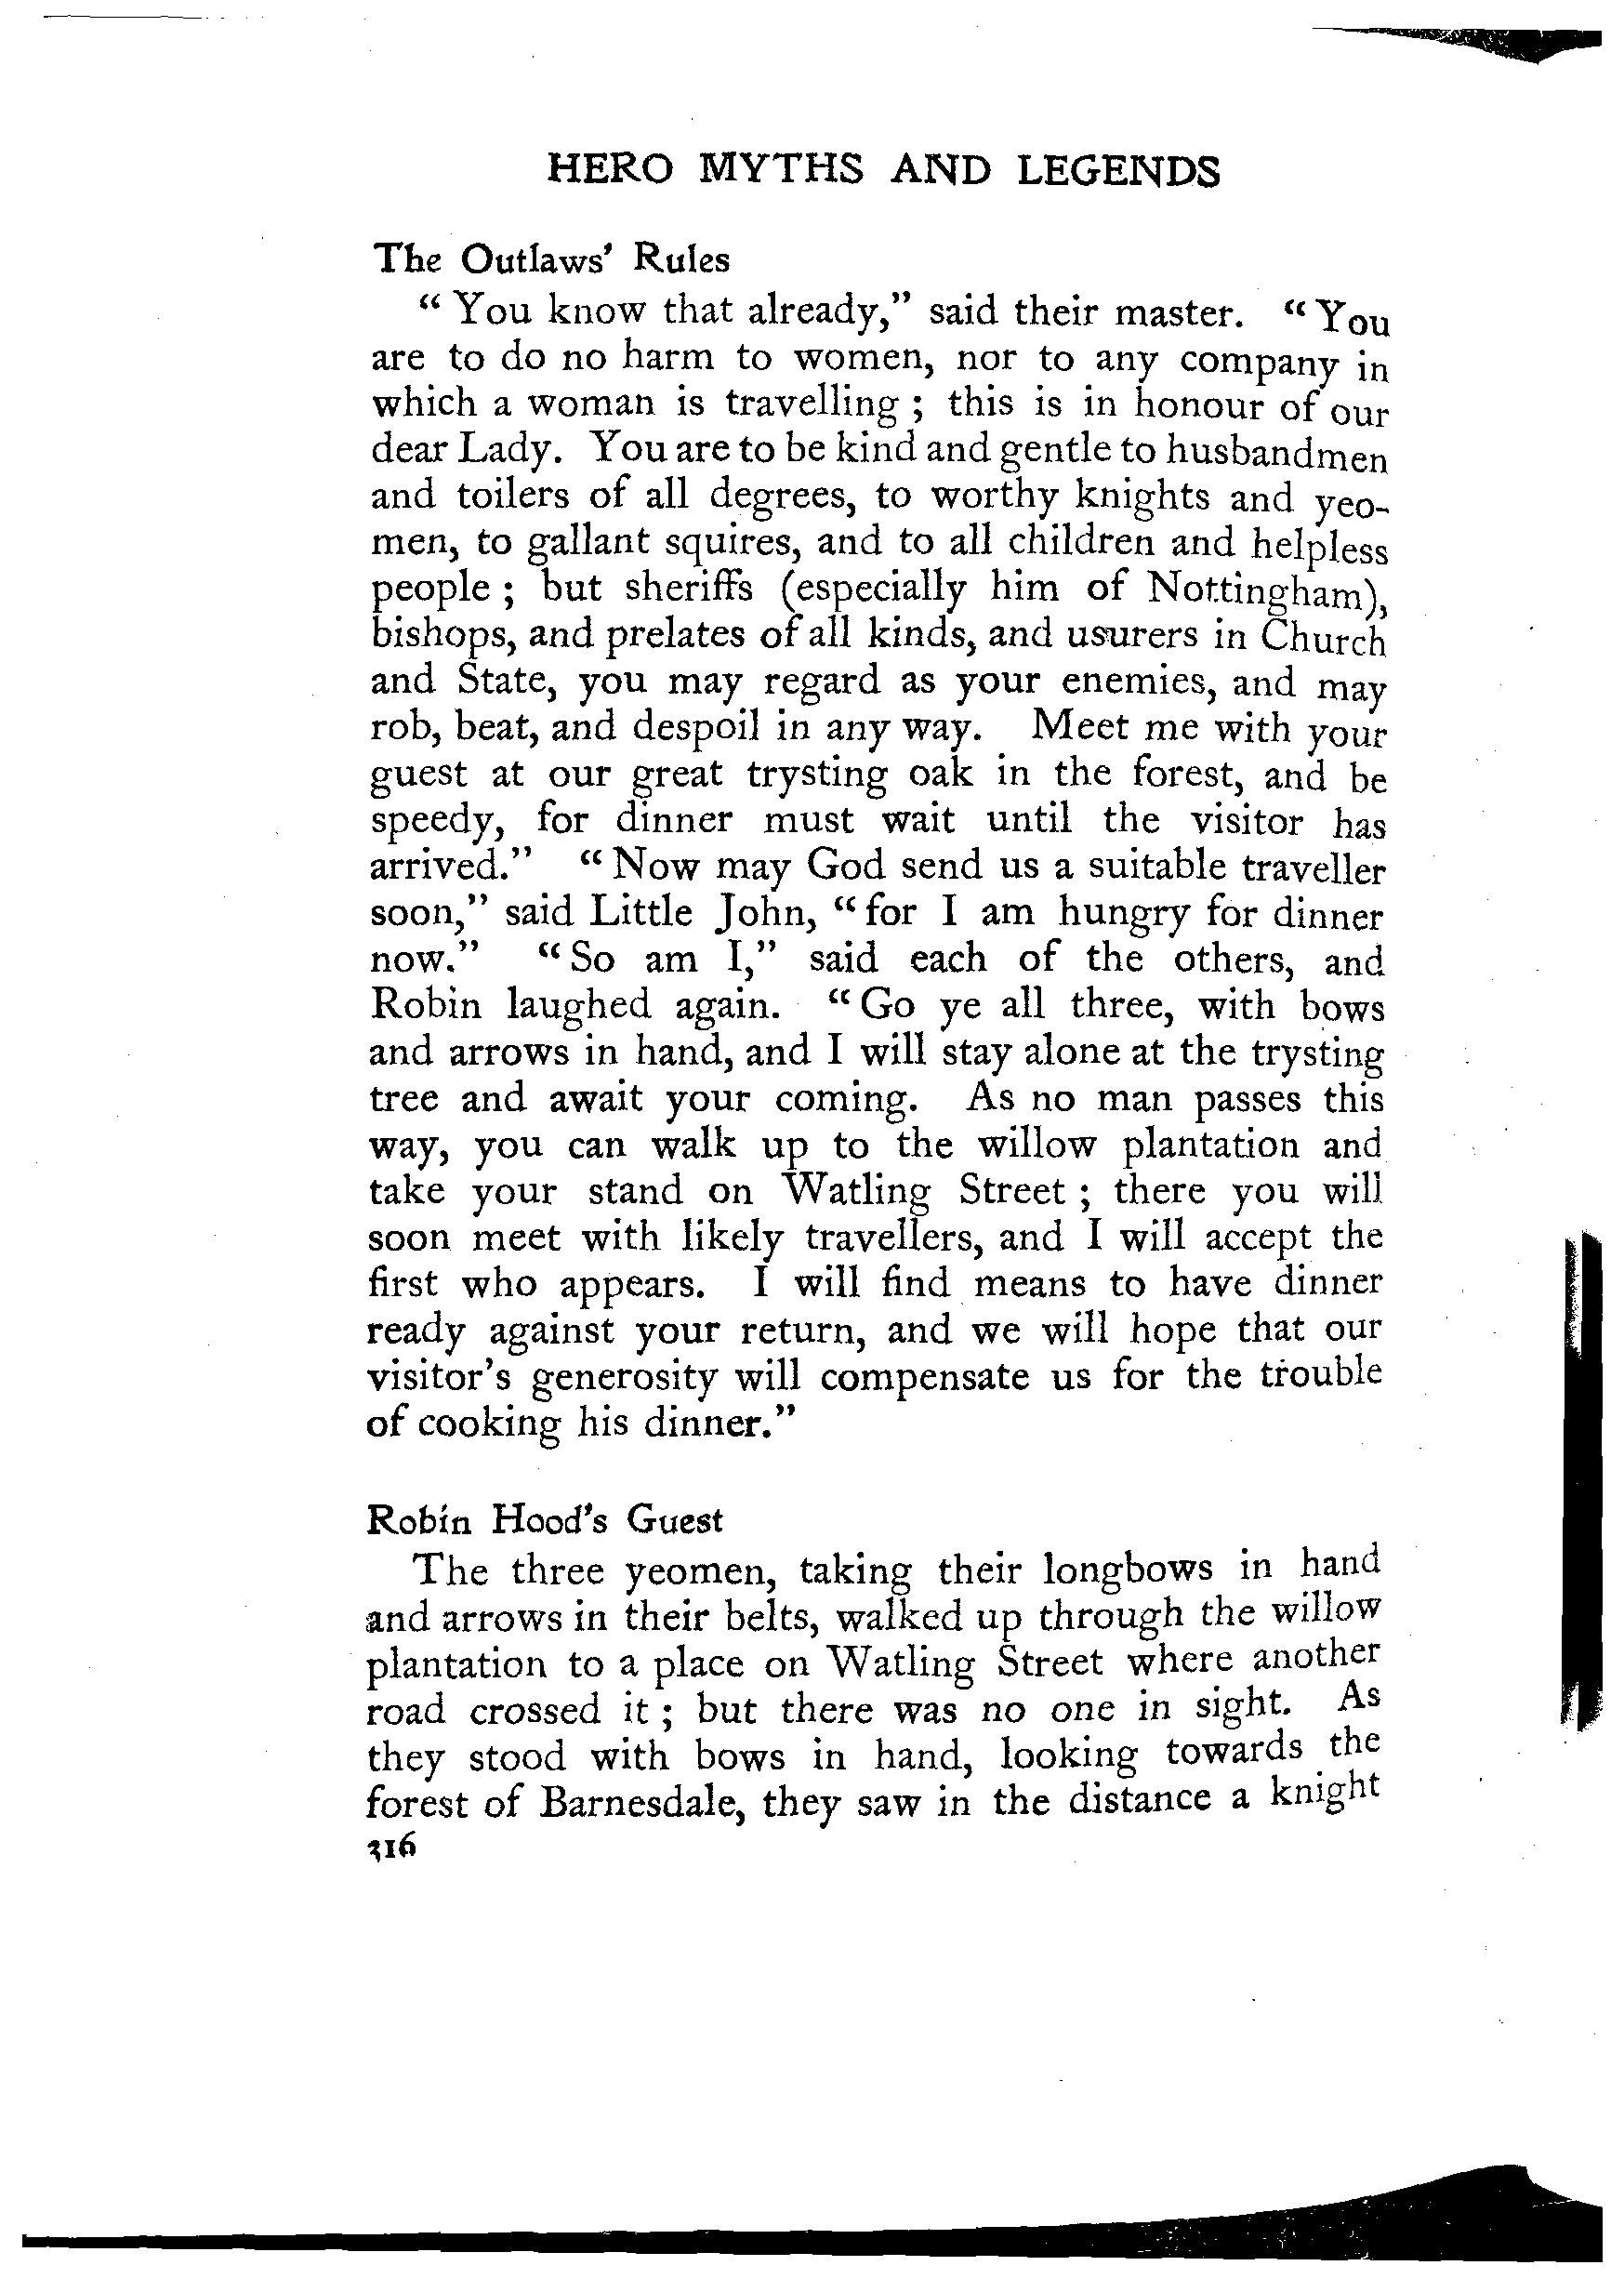 HERO MYTHS AND LEGENDS
The Outlaws' Rules
“ You know that already,” said their master. “ You
are to do no harm to women, nor to any company in
which a woman is travelling ; this is in honour of our
dear Lady. You are to be kind and gentle to husbandmen
and toilers of all degrees, to worthy knights and yeo-
men, to gallant squires, and to all children and helpless
people ; but sheriffs (especially him of Nottingham),
bishops, and prelates of all kinds, and usurers in Church
and State, you may regard as your enemies, and may
rob, beat, and despoil in any way. Meet me with your
guest at our great trysting oak in the forest, and be
speedy, for dinner must wait until the visitor has
arrived.” “ Now may God send us a suitable traveller
soon,” said Little John, “ for I am hungry for dinner
now.” “ So am I,” said each of the others, and
Robin laughed again. “ Go ye all three, with bows
and arrows in hand, and I will stay alone at the trysting
tree and await your coming. As no man passes this
way, you can walk up to the willow plantation and
take your stand on Watling Street ; there you will
soon meet with likely travellers, and I will accept the
first who appears. I will find means to have dinner
ready against your return, and we will hope that our
visitor's generosity will compensate us for the trouble
of cooking his dinner.”
Robin Hood's Guest
The three yeomen, taking their longbows in hand
and arrows in their belts, walked up through the willow
plantation to a place on Watling Street where another
road crossed it ; but there was no one in sight. As
they stood with bows in hand, looking towards the
forest of Barnesdale, they saw in the distance a knight
316